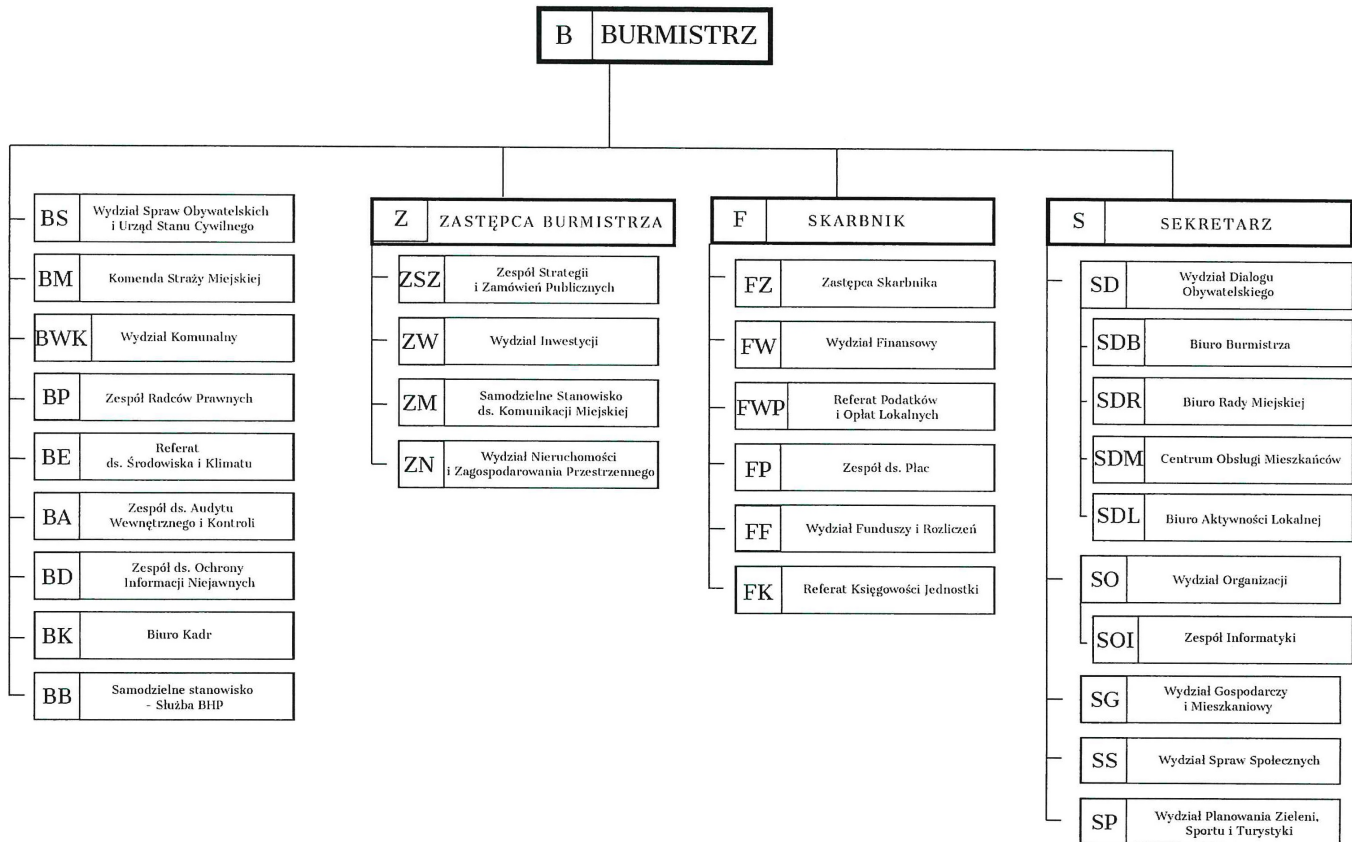 B BURMISTRZ
BS Wydział Spraw Obywatelskich
i Urząd Stanu Cywilnego
BM Komenda Straży Miejskiej
BWK Wydział Komunalny
BP Zespół Radców Prawnych
BE Referat
ds. Środowiska i Klimatu
BA Zespół ds. Audytu
Wewnętrznego i Kontroli
BD Zespół ds. Ochrony
Informacji Niejawnych
BK Biuro Kadr
BB Samodzielne stanowisko
- Służba BHP
Z ZASTĘPCA BURMISTRZA
ZSZ Zespół Strategii
i Zamówień Publicznych
ZW Wydział Inwestycji
ZM Samodzielne Stanowisko
ds. Komunikacji Miejskiej
ZN Wydział Nieruchomości
i Zagospodarowania Przestrzennego
F SKARBNIK
FZ Zastępca Skarbnika
FW Wydział Finansowy
FWP Referat Podatków
i Opłat Lokalnych
FP Zespół ds. Płac
FF Wydział Funduszy i Rozliczeń
FK Referat Księgowości Jednostki
S SEKRETARZ
SD Wydział Dialogu
Obywatelskiego
SDB Biuro Burmistrza
SDR Biuro Rady Miejskiej
SDM Centrum Obsługi Mieszkańców
SDL Biuro Aktywności Lokalnej
SO Wydział Organizacji
SOI Zespół Informatyki
SG Wydział Gospodarczy
i Mieszkaniowy
SS Wydział Spraw Społecznych
SP Wydział Planowania Zieleni,
Sportu i Turystyki